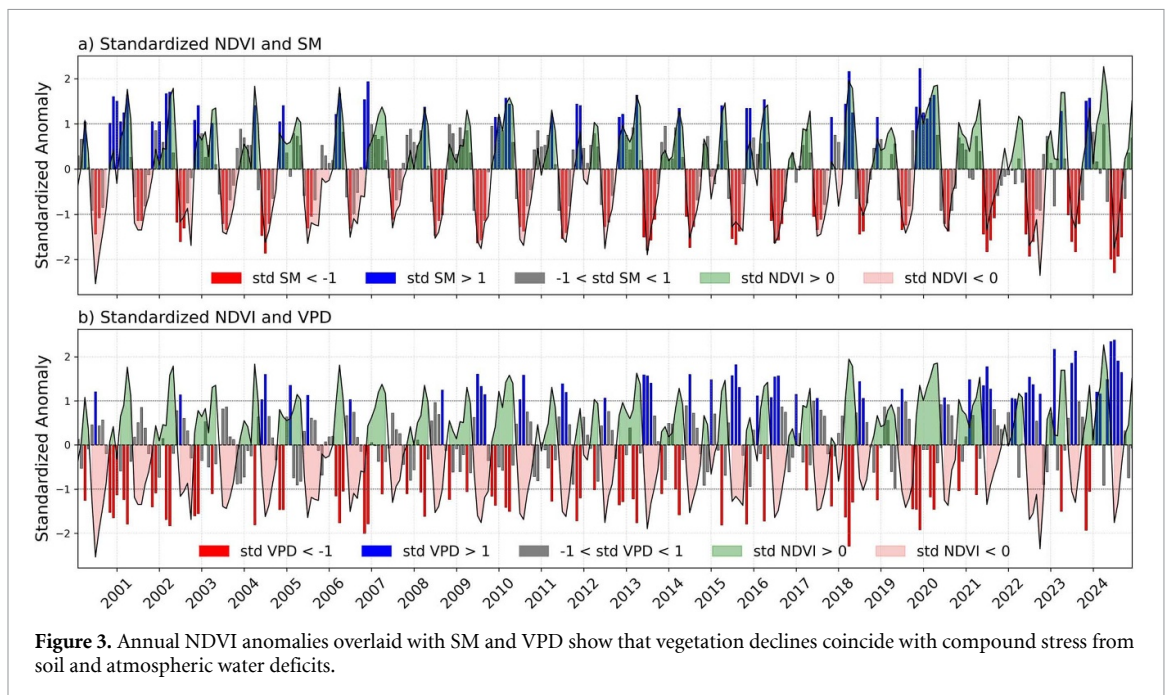 a) Standardized NDVI and SM
Standardized Anomaly
2
1
0
−1
−2
std SM < -1
std SM > 1
-1 < std SM < 1
std NDVI > 0
std NDVI < 0
b) Standardized NDVI and VPD
Standardized Anomaly
2
1
0
−1
−2
std VPD < -1
std VPD > 1
-1 < std VPD < 1
std NDVI > 0
std NDVI < 0
2001
2002
2003
2004
2005
2006
2007
2008
2009
2010
2011
2012
2013
2014
2015
2016
2017
2018
2019
2020
2021
2022
2023
2024
Figure 3. Annual NDVI anomalies overlaid with SM and VPD show that vegetation declines coincide with compound stress from
soil and atmospheric water deficits.